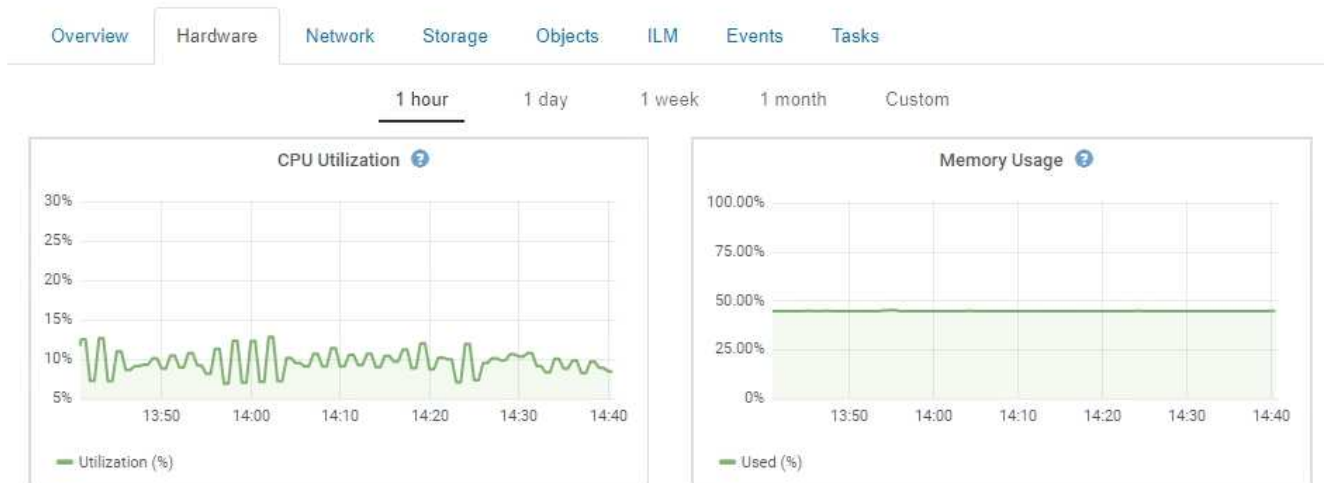 Overview Hardware Network Storage Objects ILM Events Tasks
1 hour 1 day 1 week 1 month Custom
CPU Utilization ?
30%
25%
20%
15%
10%
5%
13:50 14:00 14:10 14:20 14:30 14:40
Utilization (%)
Memory Usage ?
100.00%
75.00%
50.00%
25.00%
0%
13:50 14:00 14:10 14:20 14:30 14:40
Used (%)